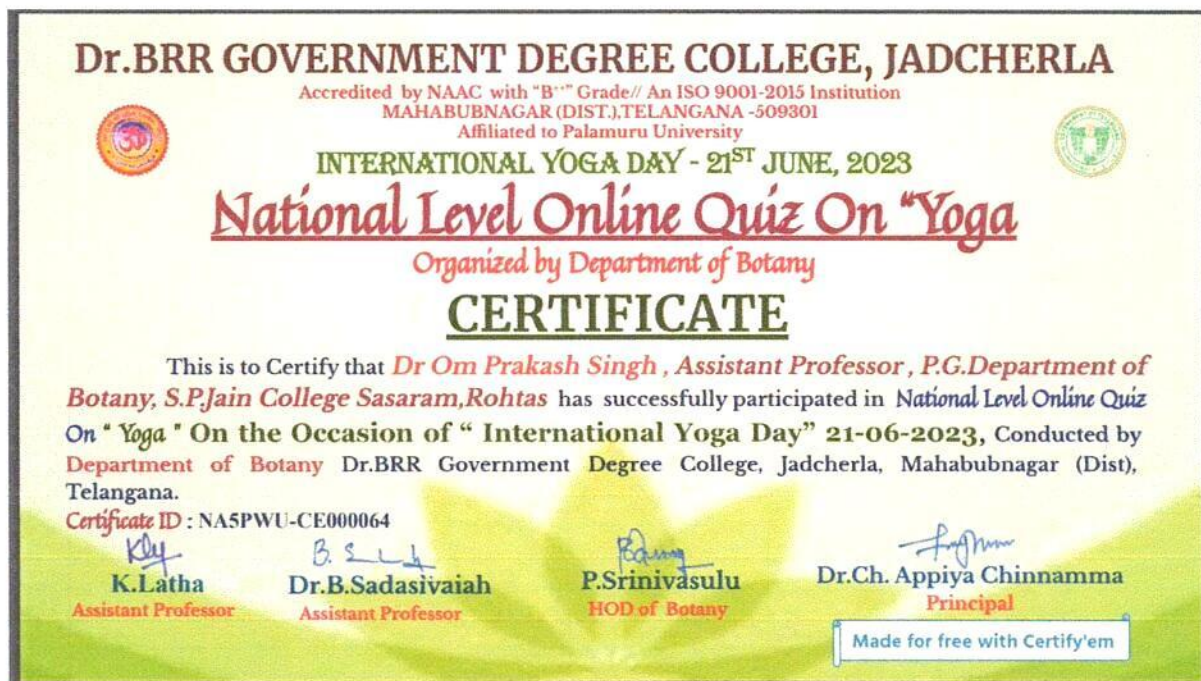 Dr.BRR GOVERNMENT DEGREE COLLEGE, JADCHERLA
Accredited by NAAC with "B++" Grade// An ISO 9001-2015 Institution
MAHABUBNAGAR (DIST.),TELANGANA -509301
Affiliated to Palamuru University
INTERNATIONAL YOGA DAY - 21ST JUNE, 2023
National Level Online Quiz On "Yoga
Organized by Department of Botany
CERTIFICATE
This is to Certify that Dr Om Prakash Singh , Assistant Professor , P.G.Department of
Botany, S.P.Jain College Sasaram,Rohtas has successfully participated in National Level Online Quiz
On " Yoga " On the Occasion of " International Yoga Day" 21-06-2023, Conducted by
Department of Botany Dr.BRR Government Degree College, Jadcherla, Mahabubnagar (Dist),
Telangana.
Certificate ID : NA5PWU-CE000064
K.Latha Dr.B.Sadasivaiah P.Srinivasulu Dr.Ch. Appiya Chinnamma
Assistant Professor Assistant Professor HOD of Botany Principal
Made for free with Certify'em